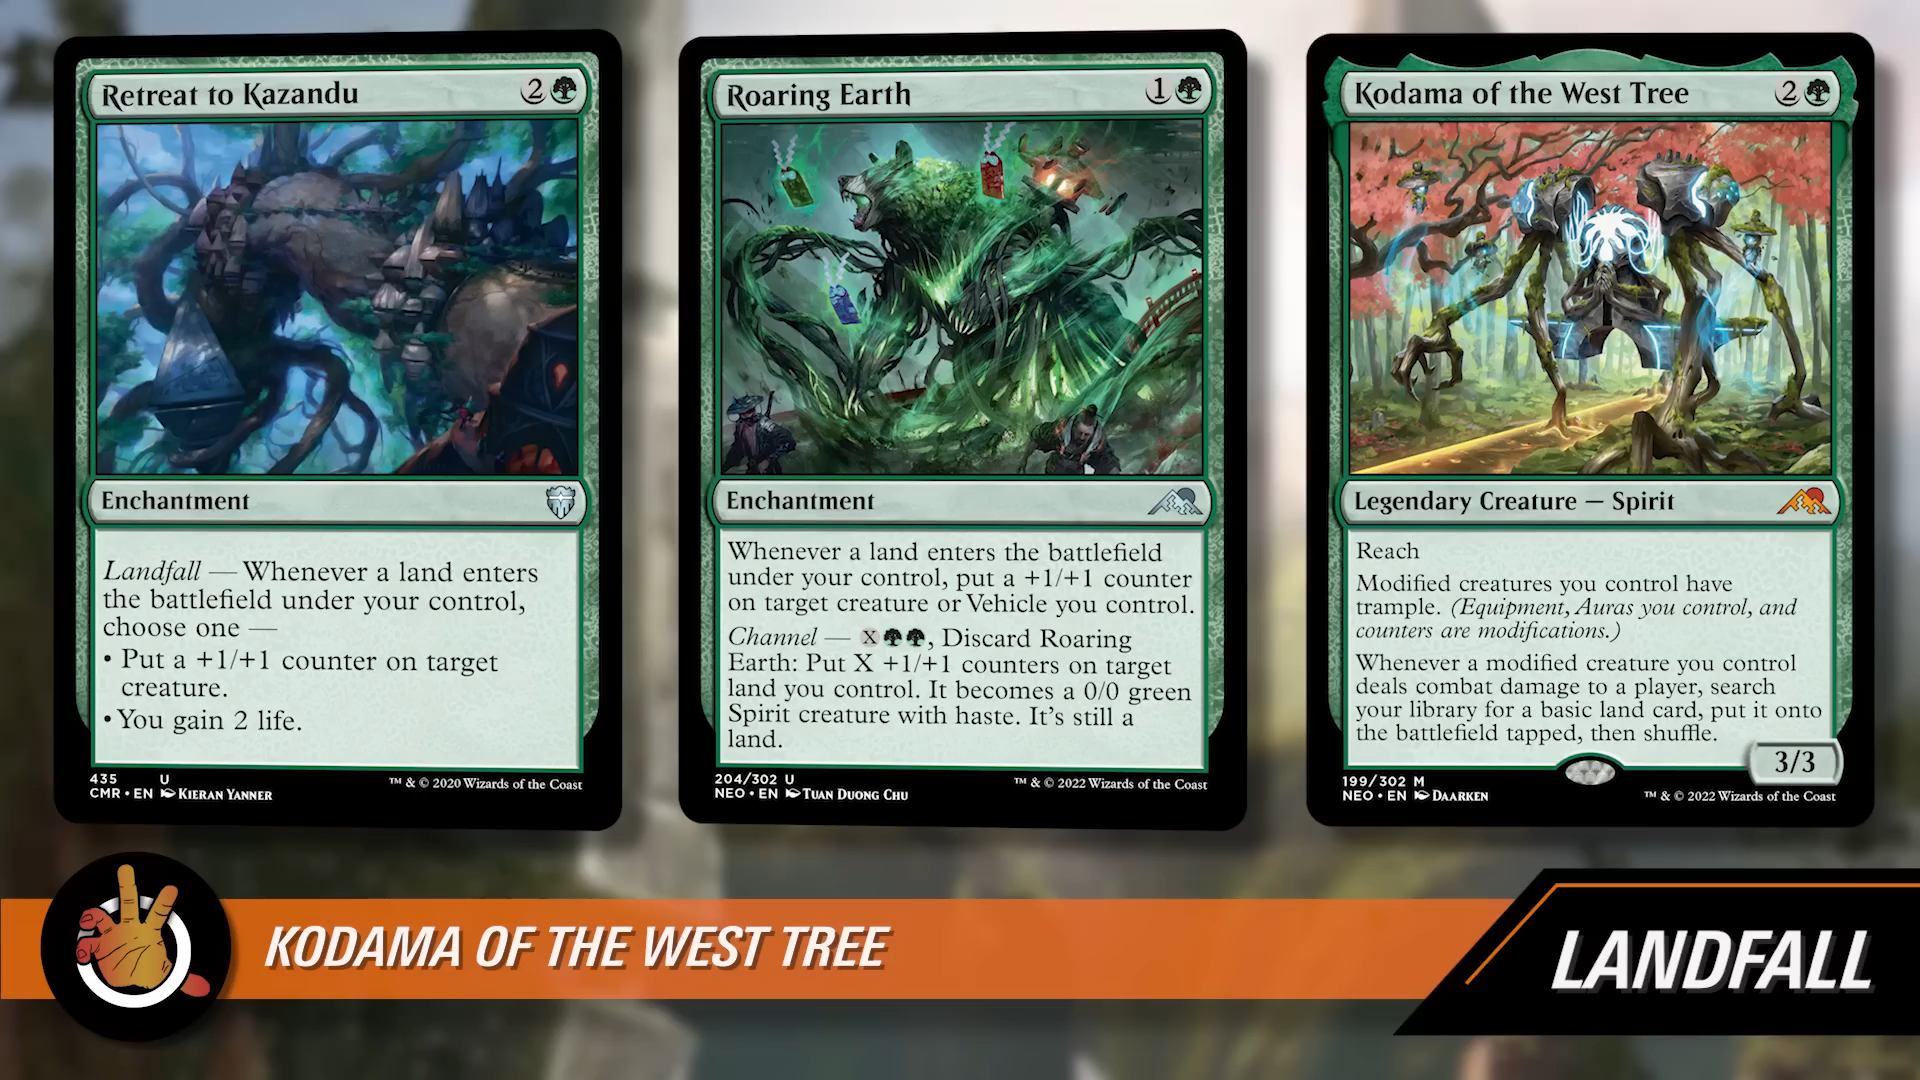 Retreat to Kazandu 2
Enchantment
Landfall — Whenever a land enters
the battlefield under your control,
choose one —
• Put a +1/+1 counter on target
creature.
• You gain 2 life.
435 U
CMR • EN KIERAN YANNER
™ & © 2020 Wizards of the Coast
Roaring Earth 1
Enchantment
Whenever a land enters the battlefield
under your control, put a +1/+1 counter
on target creature or Vehicle you control.
Channel — X, Discard Roaring
Earth: Put X +1/+1 counters on target
land you control. It becomes a 0/0 green
Spirit creature with haste. It's still a
land.
204/302 U
NEO • EN TUAN DUONG CHU
™ & © 2022 Wizards of the Coast
Kodama of the West Tree 2
Legendary Creature — Spirit
Reach
Modified creatures you control have
trample. (Equipment, Auras you control, and
counters are modifications.)
Whenever a modified creature you control
deals combat damage to a player, search
your library for a basic land card, put it onto
the battlefield tapped, then shuffle.
3/3
199/302 M
NEO • EN DAARKEN
™ & © 2022 Wizards of the Coast
KODAMA OF THE WEST TREE
LANDFALL